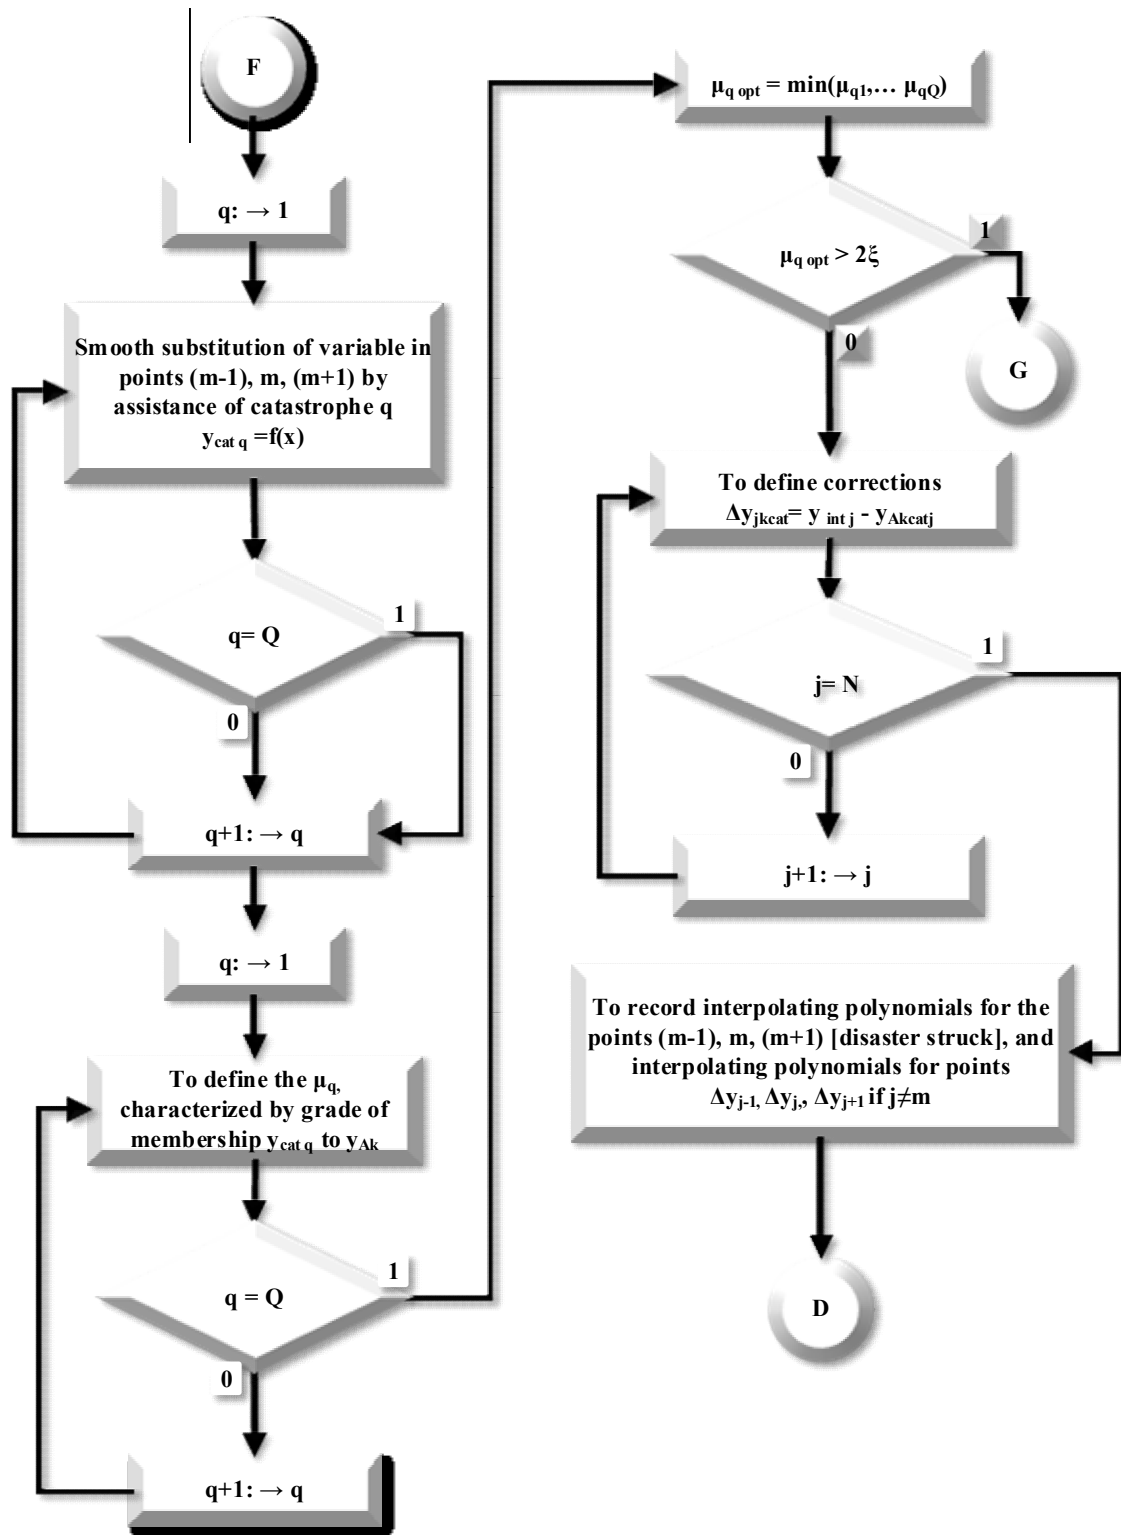 F
q: → 1
Smooth substitution of variable in
points (m-1), m, (m+1) by
assistance of catastrophe q
y cat q =f(x)
q= Q
1
0
q+1: → q
q: → 1
To define the μq,
characterized by grade of
membership y cat q to yAk
q = Q
1
0
q+1: → q
μq opt = min(μq1,... μqQ)
μq opt > 2ξ
1
0
G
To define corrections
Δyjkcat= y int j - yAkcatj
j= N
1
0
j+1: → j
To record interpolating polynomials for the
points (m-1), m, (m+1) [disaster struck], and
interpolating polynomials for points
Δyj-1, Δyj,, Δyj+1 if j≠m
D